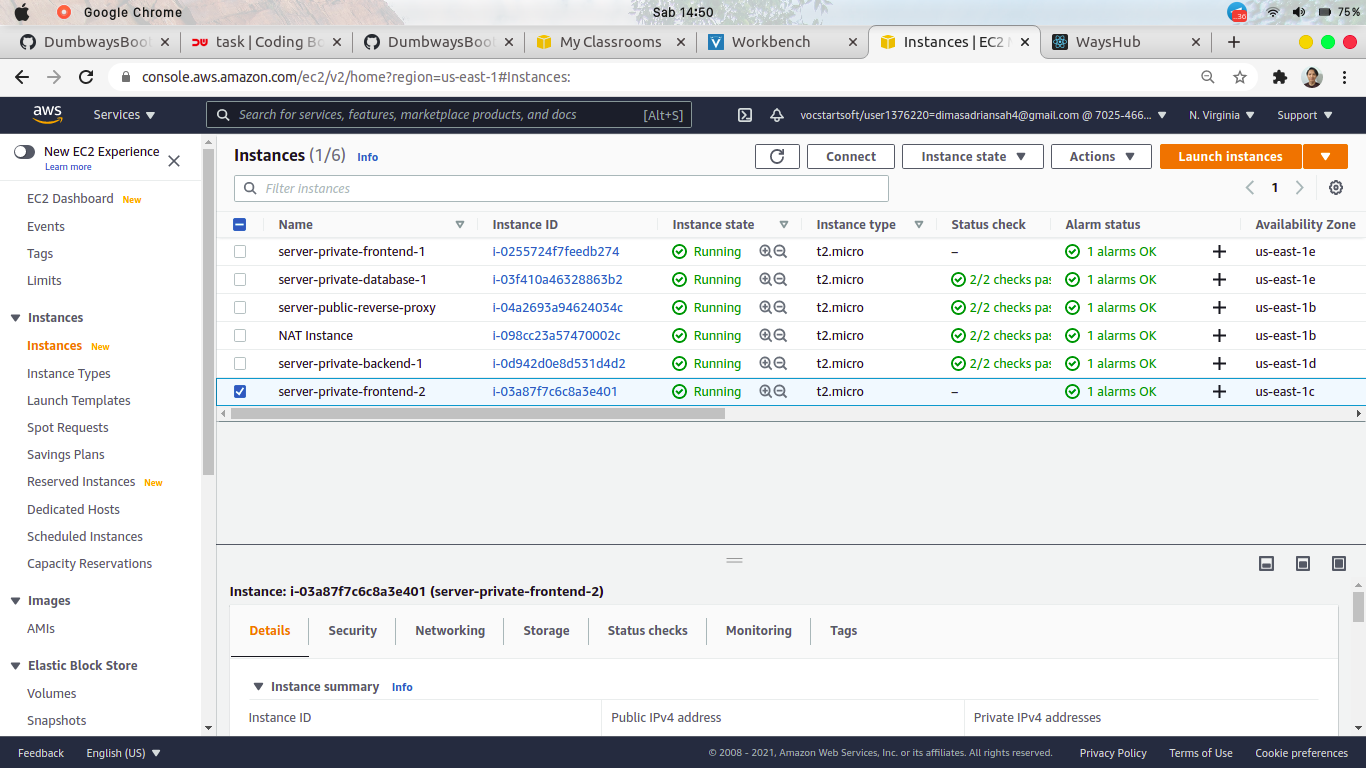 Google Chrome
Sab 14:50
36
75%
DumbwaysBoot
task | Coding Bo
DumbwaysBoot
My Classrooms
Workbench
Instances | EC2 M
WaysHub
console.aws.amazon.com/ec2/v2/home?region=us-east-1#Instances:
aws
Services
Search for services, features, marketplace products, and docs
[Alt+S]
vocstartsoft/user1376220=dimasadriansah4@gmail.com @ 7025-466...
N. Virginia
Support
New EC2 Experience
Learn more
EC2 Dashboard New
Events
Tags
Limits
Instances
Instances New
Instance Types
Launch Templates
Spot Requests
Savings Plans
Reserved Instances New
Dedicated Hosts
Scheduled Instances
Capacity Reservations
Images
AMIs
Elastic Block Store
Volumes
Snapshots
Instances (1/6) Info
Connect
Instance state
Actions
Launch instances
Filter instances
1
Name Instance ID Instance state Instance type Status check Alarm status Availability Zone
server-private-frontend-1 i-0255724f7feedb274 Running t2.micro – 1 alarms OK + us-east-1e
server-private-database-1 i-03f410a46328863b2 Running t2.micro 2/2 checks pas 1 alarms OK + us-east-1e
server-public-reverse-proxy i-04a2693a94624034c Running t2.micro 2/2 checks pas 1 alarms OK + us-east-1b
NAT Instance i-098cc23a57470002c Running t2.micro 2/2 checks pas 1 alarms OK + us-east-1b
server-private-backend-1 i-0d942d0e8d531d4d2 Running t2.micro 2/2 checks pas 1 alarms OK + us-east-1d
server-private-frontend-2 i-03a87f7c6c8a3e401 Running t2.micro – 1 alarms OK + us-east-1c
Instance: i-03a87f7c6c8a3e401 (server-private-frontend-2)
Details
Security
Networking
Storage
Status checks
Monitoring
Tags
Instance summary Info
Instance ID
Public IPv4 address
Private IPv4 addresses
Feedback
English (US)
© 2008 - 2021, Amazon Web Services, Inc. or its affiliates. All rights reserved.
Privacy Policy
Terms of Use
Cookie preferences